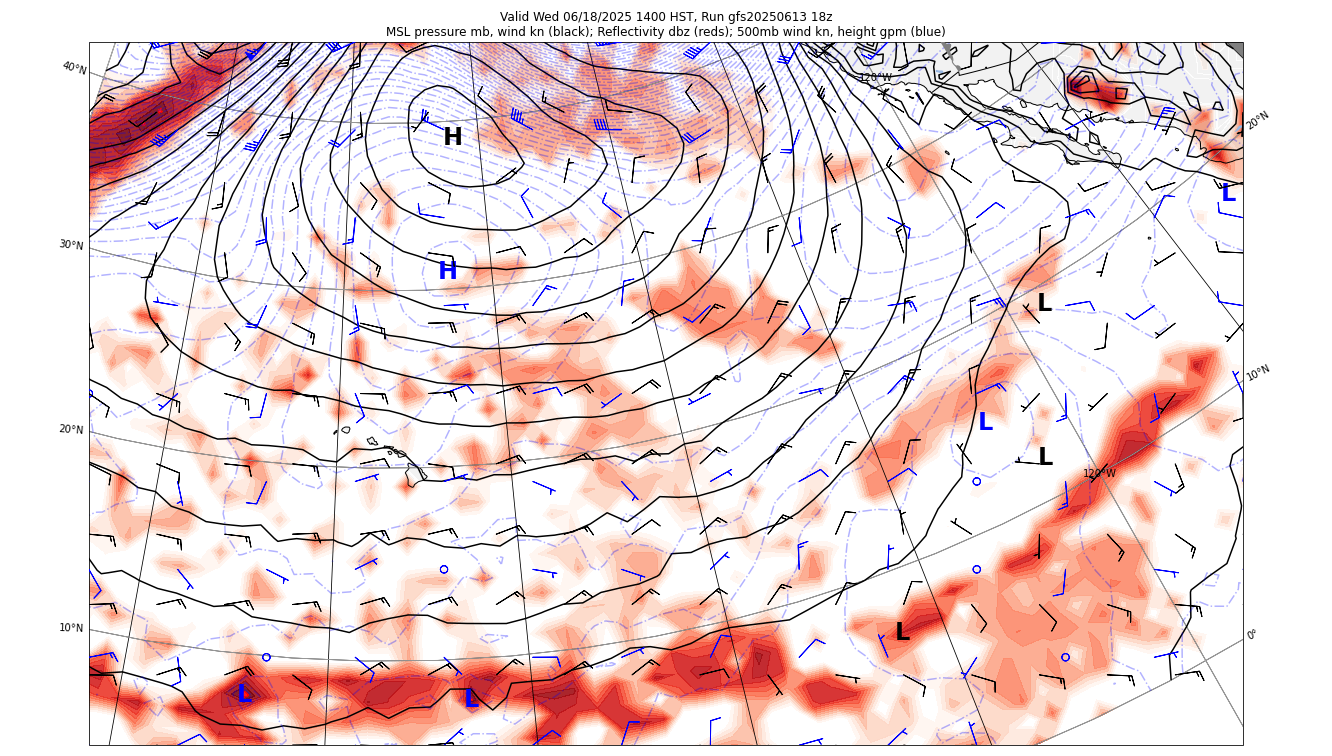 Valid Wed 06/18/2025 1400 HST, Run gfs20250613 18z
MSL pressure mb, wind kn (black); Reflectivity dbz (reds); 500mb wind kn, height gpm (blue)
40°N
120°W
20°N
H
L
30°N
H
L
10°N
L
20°N
L
120°W
10°N
L
0°
L
L